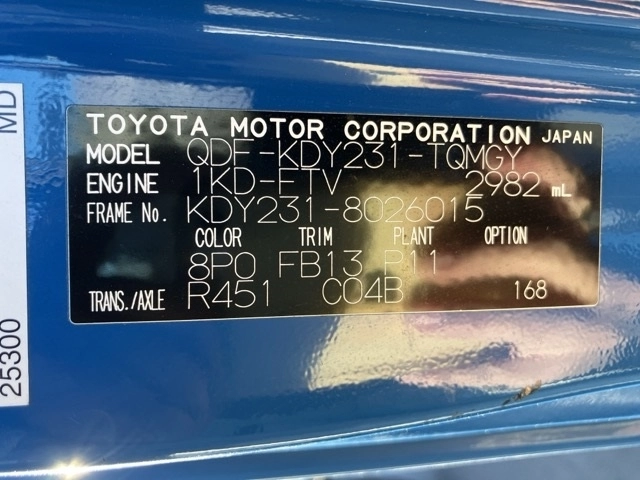 TOYOTA MOTOR CORPORATION JAPAN
MODEL QDF-KDY231-TQMGY
ENGINE 1KD-FTV 2982 mL
FRAME No. KDY231-8026015
COLOR TRIM PLANT OPTION
8P0 FB13 P11
TRANS./AXLE R451 C04B 168
MD
25300